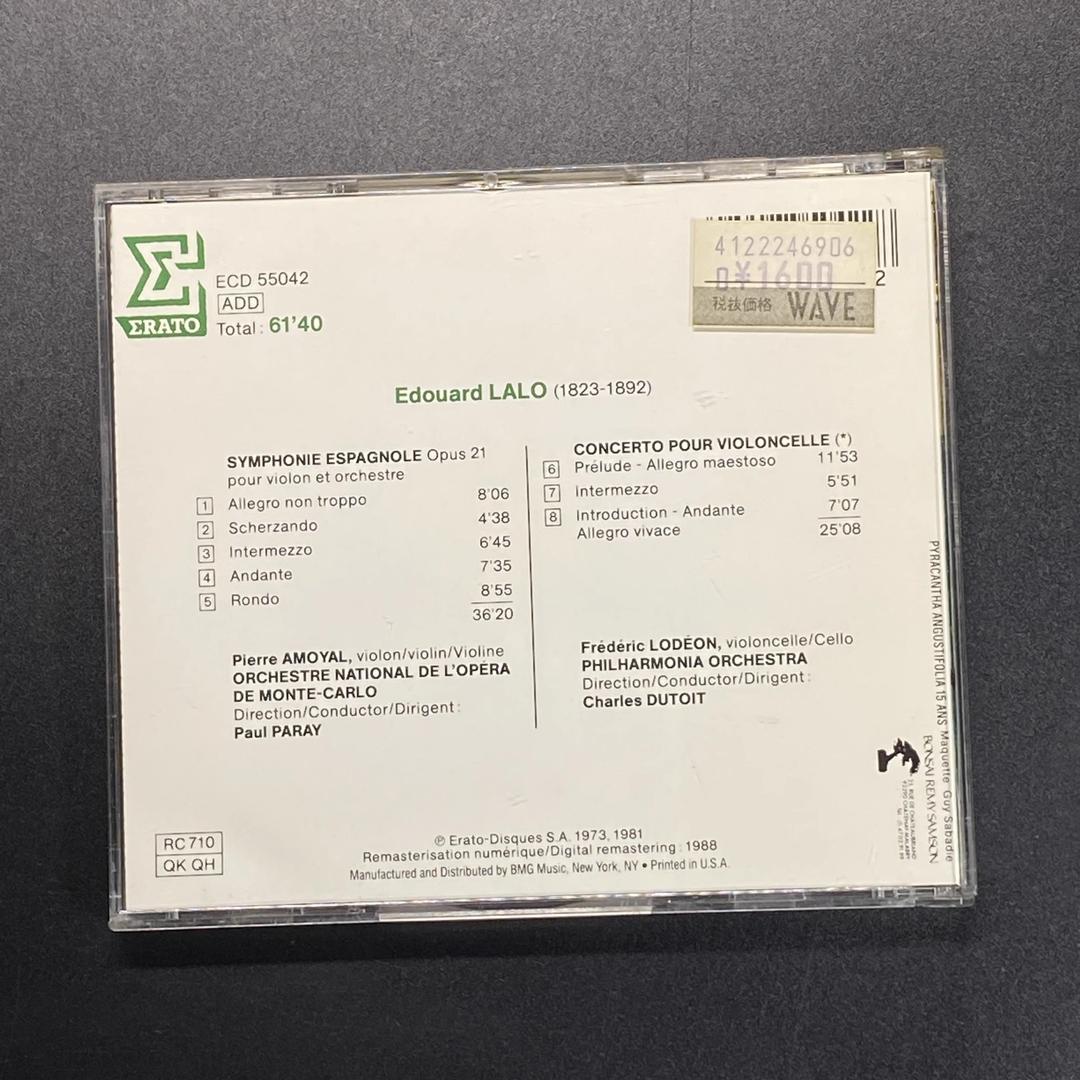 ERATO
ECD 55042
ADD
Total : 61'40
4122246906
0¥1600
税抜価格 WAVE
2
Edouard LALO (1823-1892)
SYMPHONIE ESPAGNOLE Opus 21
pour violon et orchestre
1 Allegro non troppo 8'06
2 Scherzando 4'38
3 Intermezzo 6'45
4 Andante 7'35
5 Rondo 8'55
36'20
Pierre AMOYAL, violon/violin/Violine
ORCHESTRE NATIONAL DE L'OPÉRA
DE MONTE-CARLO
Direction/Conductor/Dirigent :
Paul PARAY
CONCERTO POUR VIOLONCELLE (*)
6 Prélude - Allegro maestoso 11'53
7 Intermezzo 5'51
8 Introduction - Andante 7'07
Allegro vivace 25'08
Frédéric LODÉON, violoncelle/Cello
PHILHARMONIA ORCHESTRA
Direction/Conductor/Dirigent :
Charles DUTOIT
PYRACANTHA ANGUSTIFOLIA 15 ANS Maquette Guy Sabadie
BONSAI REMY SAMSON
RC 710
QK QH
℗ Erato-Disques S.A. 1973, 1981
Remasterisation numérique/Digital remastering : 1988
Manufactured and Distributed by BMG Music, New York, NY • Printed in U.S.A.